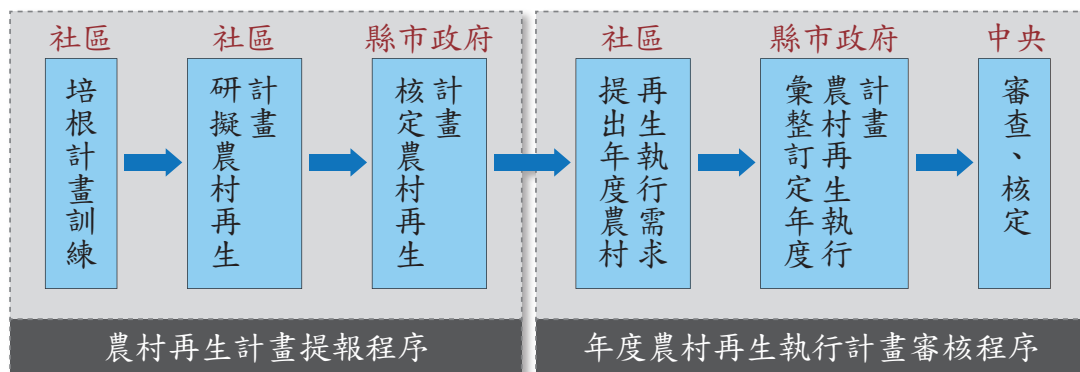 社區
培根計畫訓練
社區
研擬農村再生
計畫
縣市政府
核定農村再生
計畫
農村再生計畫提報程序
社區
提出年度農村
再生執行需求
縣市政府
彙整訂定年度
農村再生執行
計畫
中央
審查、核定
年度農村再生執行計畫審核程序